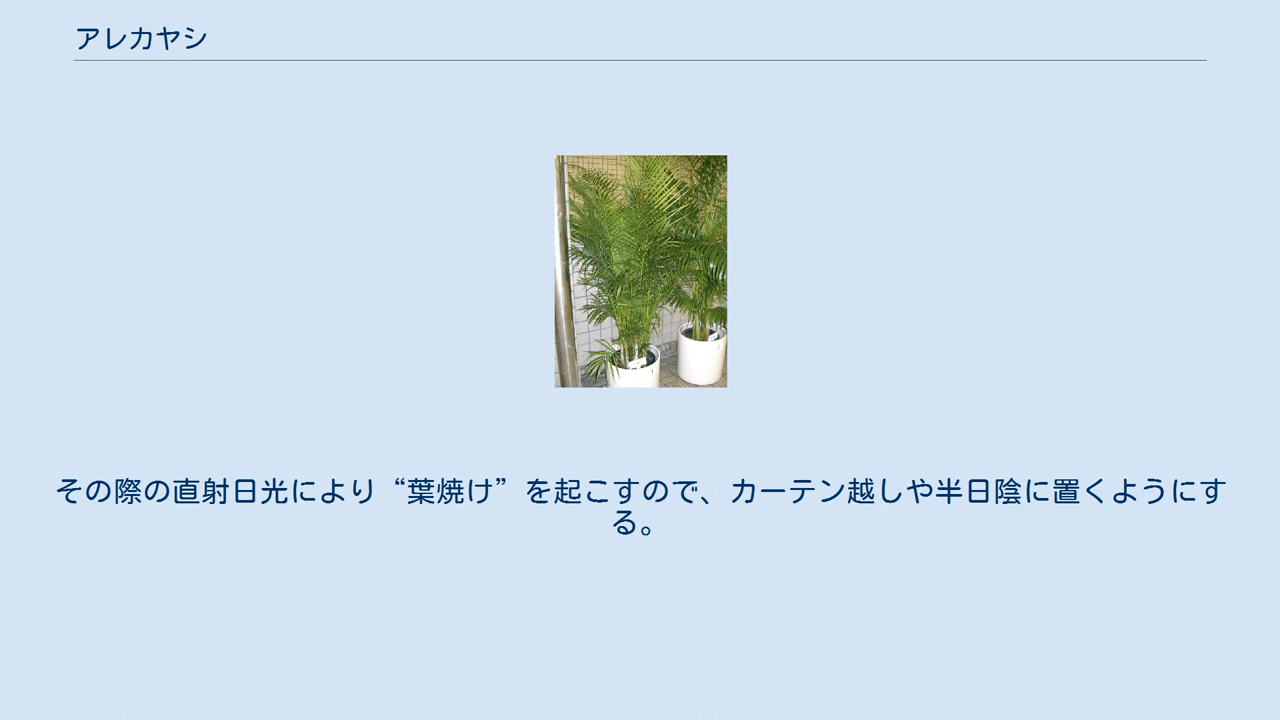 アレカヤシ
その際の直射日光により“葉焼け”を起こすので、カーテン越しや半日陰に置くようにす
る。